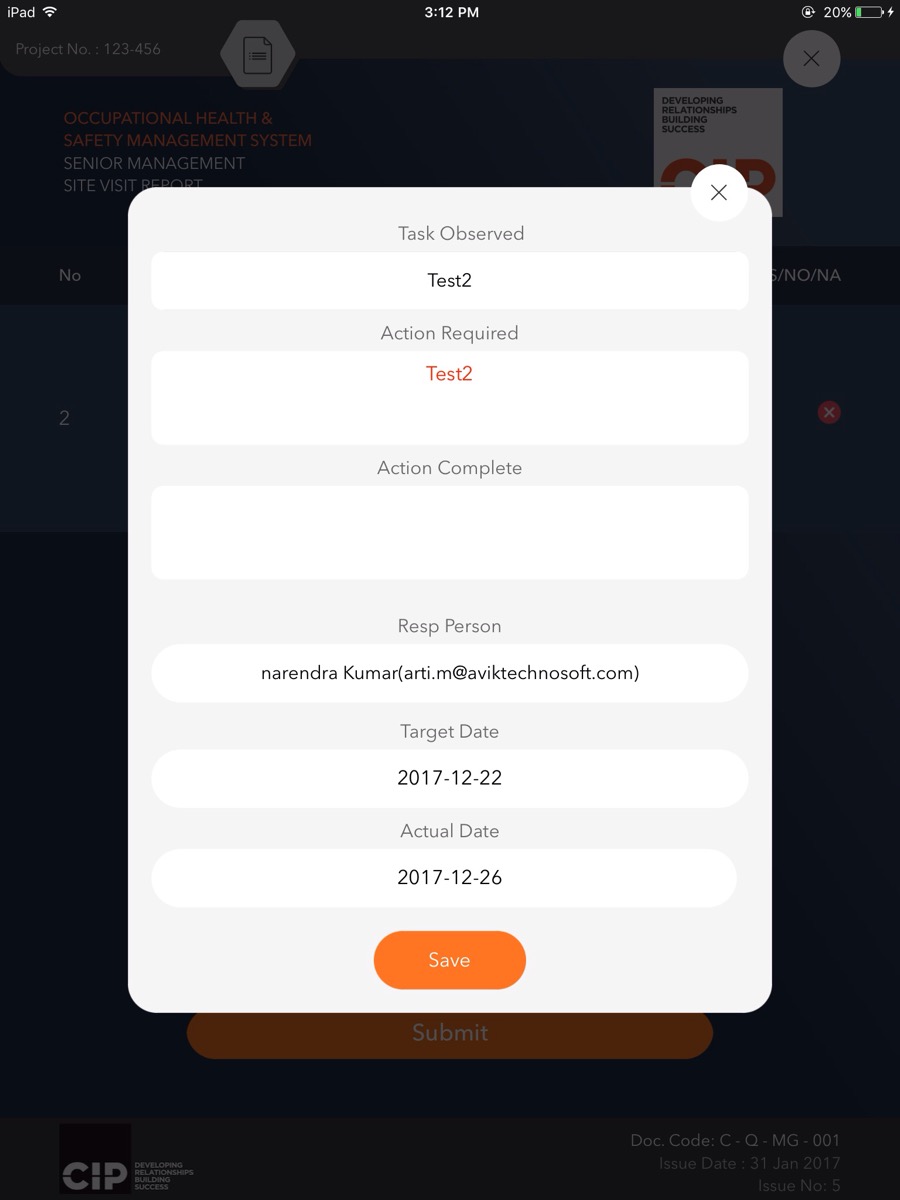 iPad 3:12 PM 20%
Project No. : 123-456
OCCUPATIONAL HEALTH &
SAFETY MANAGEMENT SYSTEM
SENIOR MANAGEMENT
SITE VISIT REPORT
DEVELOPING
RELATIONSHIPS
BUILDING
SUCCESS
CIP
No
S/NO/NA
2
Task Observed
Test2
Action Required
Test2
Action Complete
Resp Person
narendra Kumar(arti.m@aviktechnosoft.com)
Target Date
2017-12-22
Actual Date
2017-12-26
Save
Submit
CIP
DEVELOPING
RELATIONSHIPS
BUILDING
SUCCESS
Doc. Code: C - Q - MG - 001
Issue Date : 31 Jan 2017
Issue No: 5